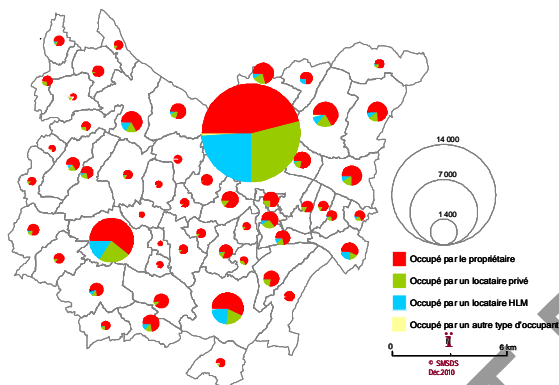 14 000
7 000
1 400
Occupé par le propriétaire
Occupé par un locataire privé
Occupé par un locataire HLM
Occupé par un autre type d'occupant
ï
0
6 km
© SMSDS
Déc.2010